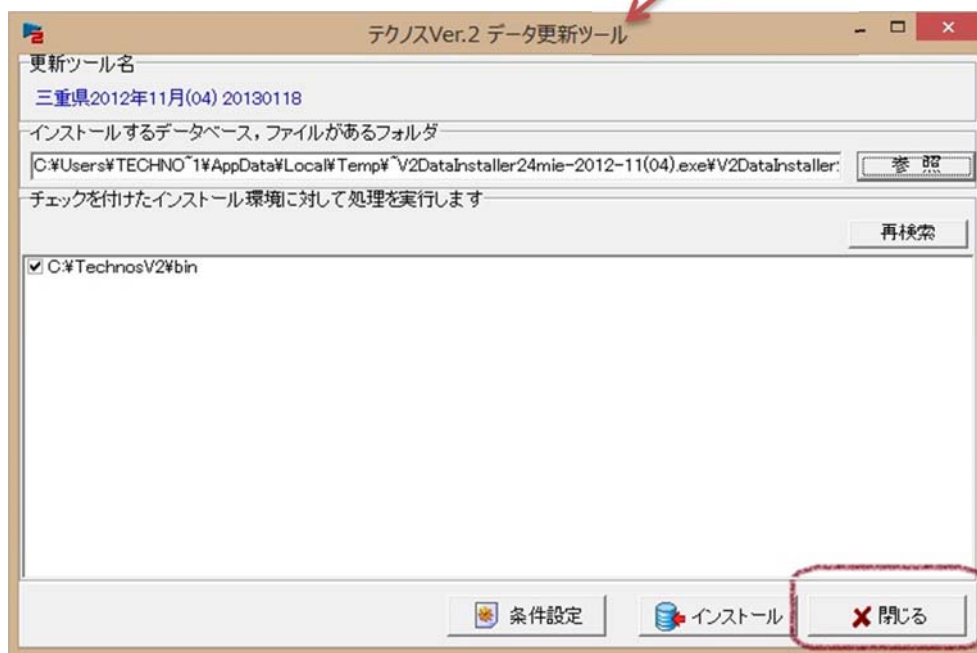 テクノスVer.2 データ更新ツール
更新ツール名
三重県2012年11月(04) 20130118
インストールするデータベース,ファイルがあるフォルダ
C:¥Users¥TECHNO~1¥AppData¥Local¥Temp¥~V2DataInstaller24mie-2012-11(04).exe¥V2DataInstaller: 参 照
チェックを付けたインストール環境に対して処理を実行します
再検索
C:¥TechnosV2¥bin
条件設定 インストール 閉じる